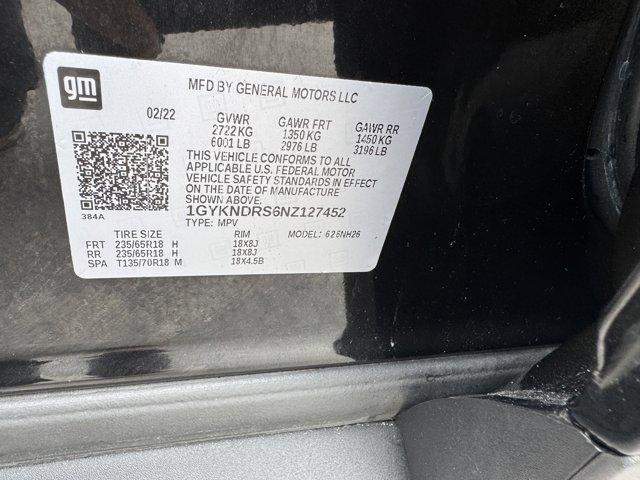 gm
MFD BY GENERAL MOTORS LLC
02/22 GVWR GAWR FRT GAWR RR
2722 KG 1350 KG 1450 KG
6001 LB 2976 LB 3196 LB
THIS VEHICLE CONFORMS TO ALL
APPLICABLE U.S. FEDERAL MOTOR
VEHICLE SAFETY STANDARDS IN EFFECT
ON THE DATE OF MANUFACTURE
SHOWN ABOVE.
384A
1GYKNDRS6NZ127452
TYPE: MPV MODEL: 626NH26
TIRE SIZE RIM
FRT 235/65R18 H 18X8J
RR 235/65R18 H 18X8J
SPA T135/70R18 M 18X4.5B